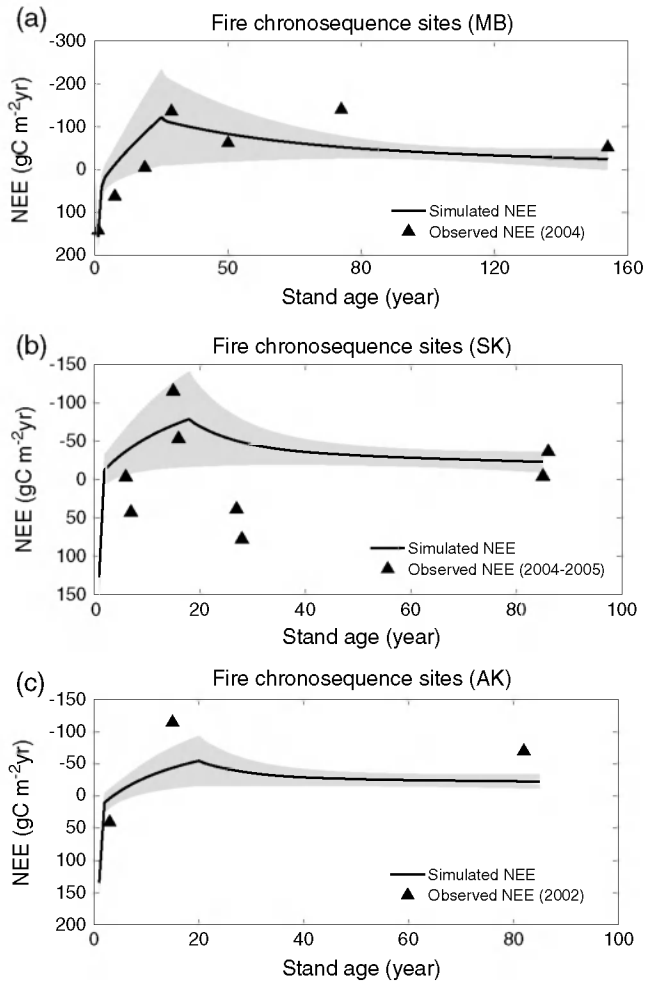 (a)
Fire chronosequence sites (MB)
-300
-200
-100
0
100
200
NEE (gC m⁻²yr)
Simulated NEE
Observed NEE (2004)
0
50
80
120
160
Stand age (year)
(b)
Fire chronosequence sites (SK)
-150
-100
-50
0
50
100
150
NEE (gC m⁻²yr)
Simulated NEE
Observed NEE (2004-2005)
0
20
40
60
80
100
Stand age (year)
(c)
Fire chronosequence sites (AK)
-150
-100
-50
0
50
100
150
200
NEE (gC m⁻²yr)
Simulated NEE
Observed NEE (2002)
0
20
40
60
80
100
Stand age (year)